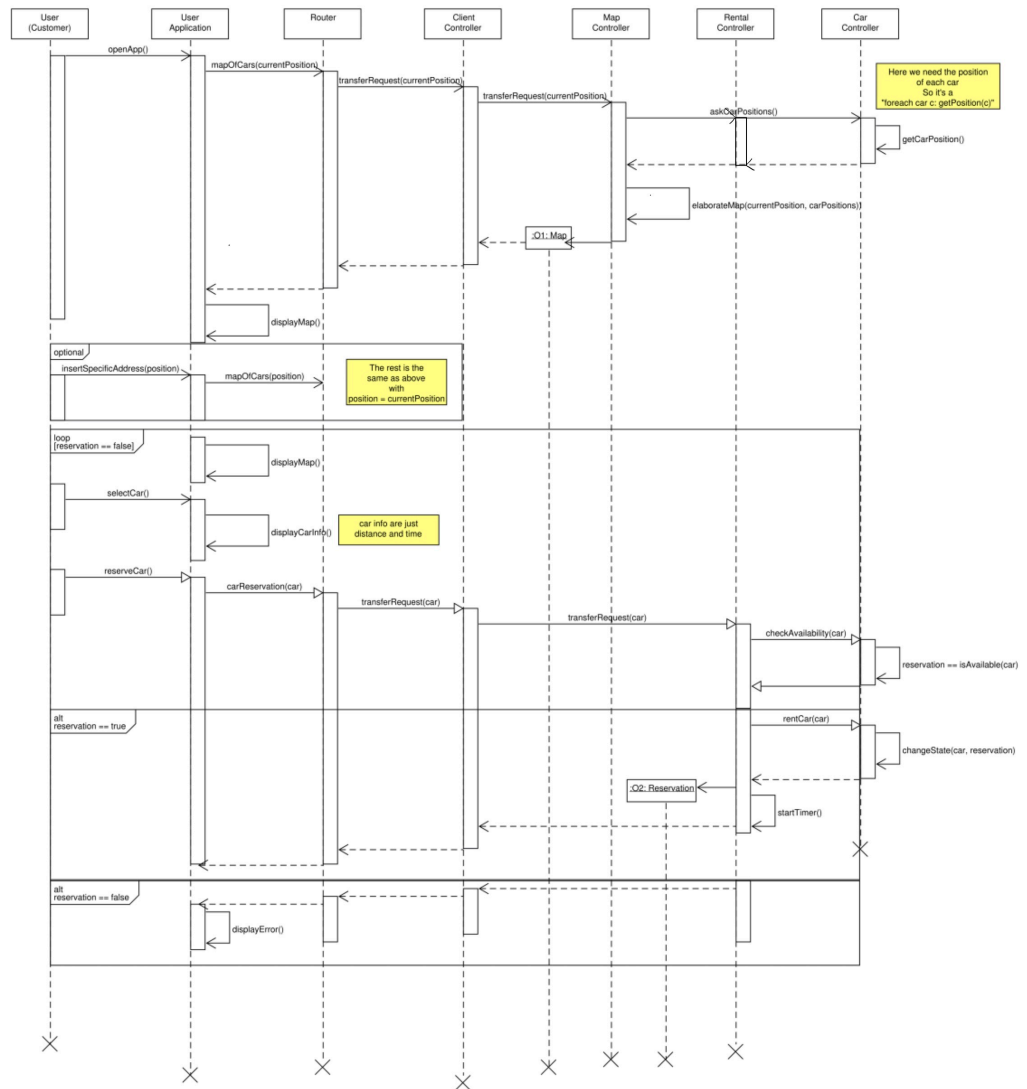 User
(Customer)
User
Application
Router
Client
Controller
Map
Controller
Rental
Controller
Car
Controller
openApp()
mapOfCars(currentPosition)
transferRequest(currentPosition)
transferRequest(currentPosition)
askCarPositions()
Here we need the position
of each car
So it's a
"foreach car c: getPosition(c)"
getCarPosition()
elaborateMap(currentPosition, carPositions))
:O1: Map
displayMap()
optional
insertSpecificAddress(position)
mapOfCars(position)
The rest is the
same as above
with
position = currentPosition
loop
[reservation == false]
displayMap()
selectCar()
displayCarInfo()
car info are just
distance and time
reserveCar()
carReservation(car)
transferRequest(car)
transferRequest(car)
checkAvailability(car)
reservation == isAvailable(car)
alt
reservation == true
rentCar(car)
changeState(car, reservation)
:O2: Reservation
startTimer()
alt
reservation == false
displayError()